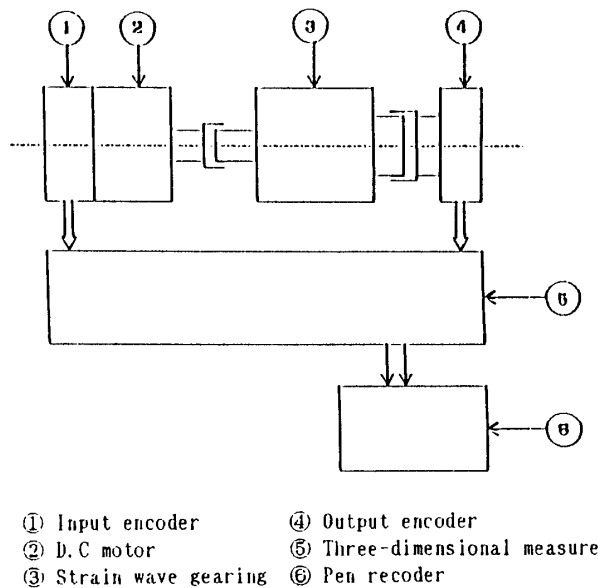 ① ② ③ ④
⑤
⑥
① Input encoder ④ Output encoder
② D.C motor ⑤ Three-dimensional measure
③ Strain wave gearing ⑥ Pen recoder